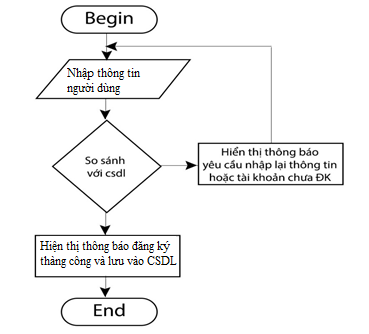 Begin
Nhập thông tin
người dùng
So sánh
với csdl
Hiển thị thông báo
yêu cầu nhập lại thông tin
hoặc tài khoản chưa ĐK
Hiện thị thông báo đăng ký
thàng công và lưu vào CSDL
End